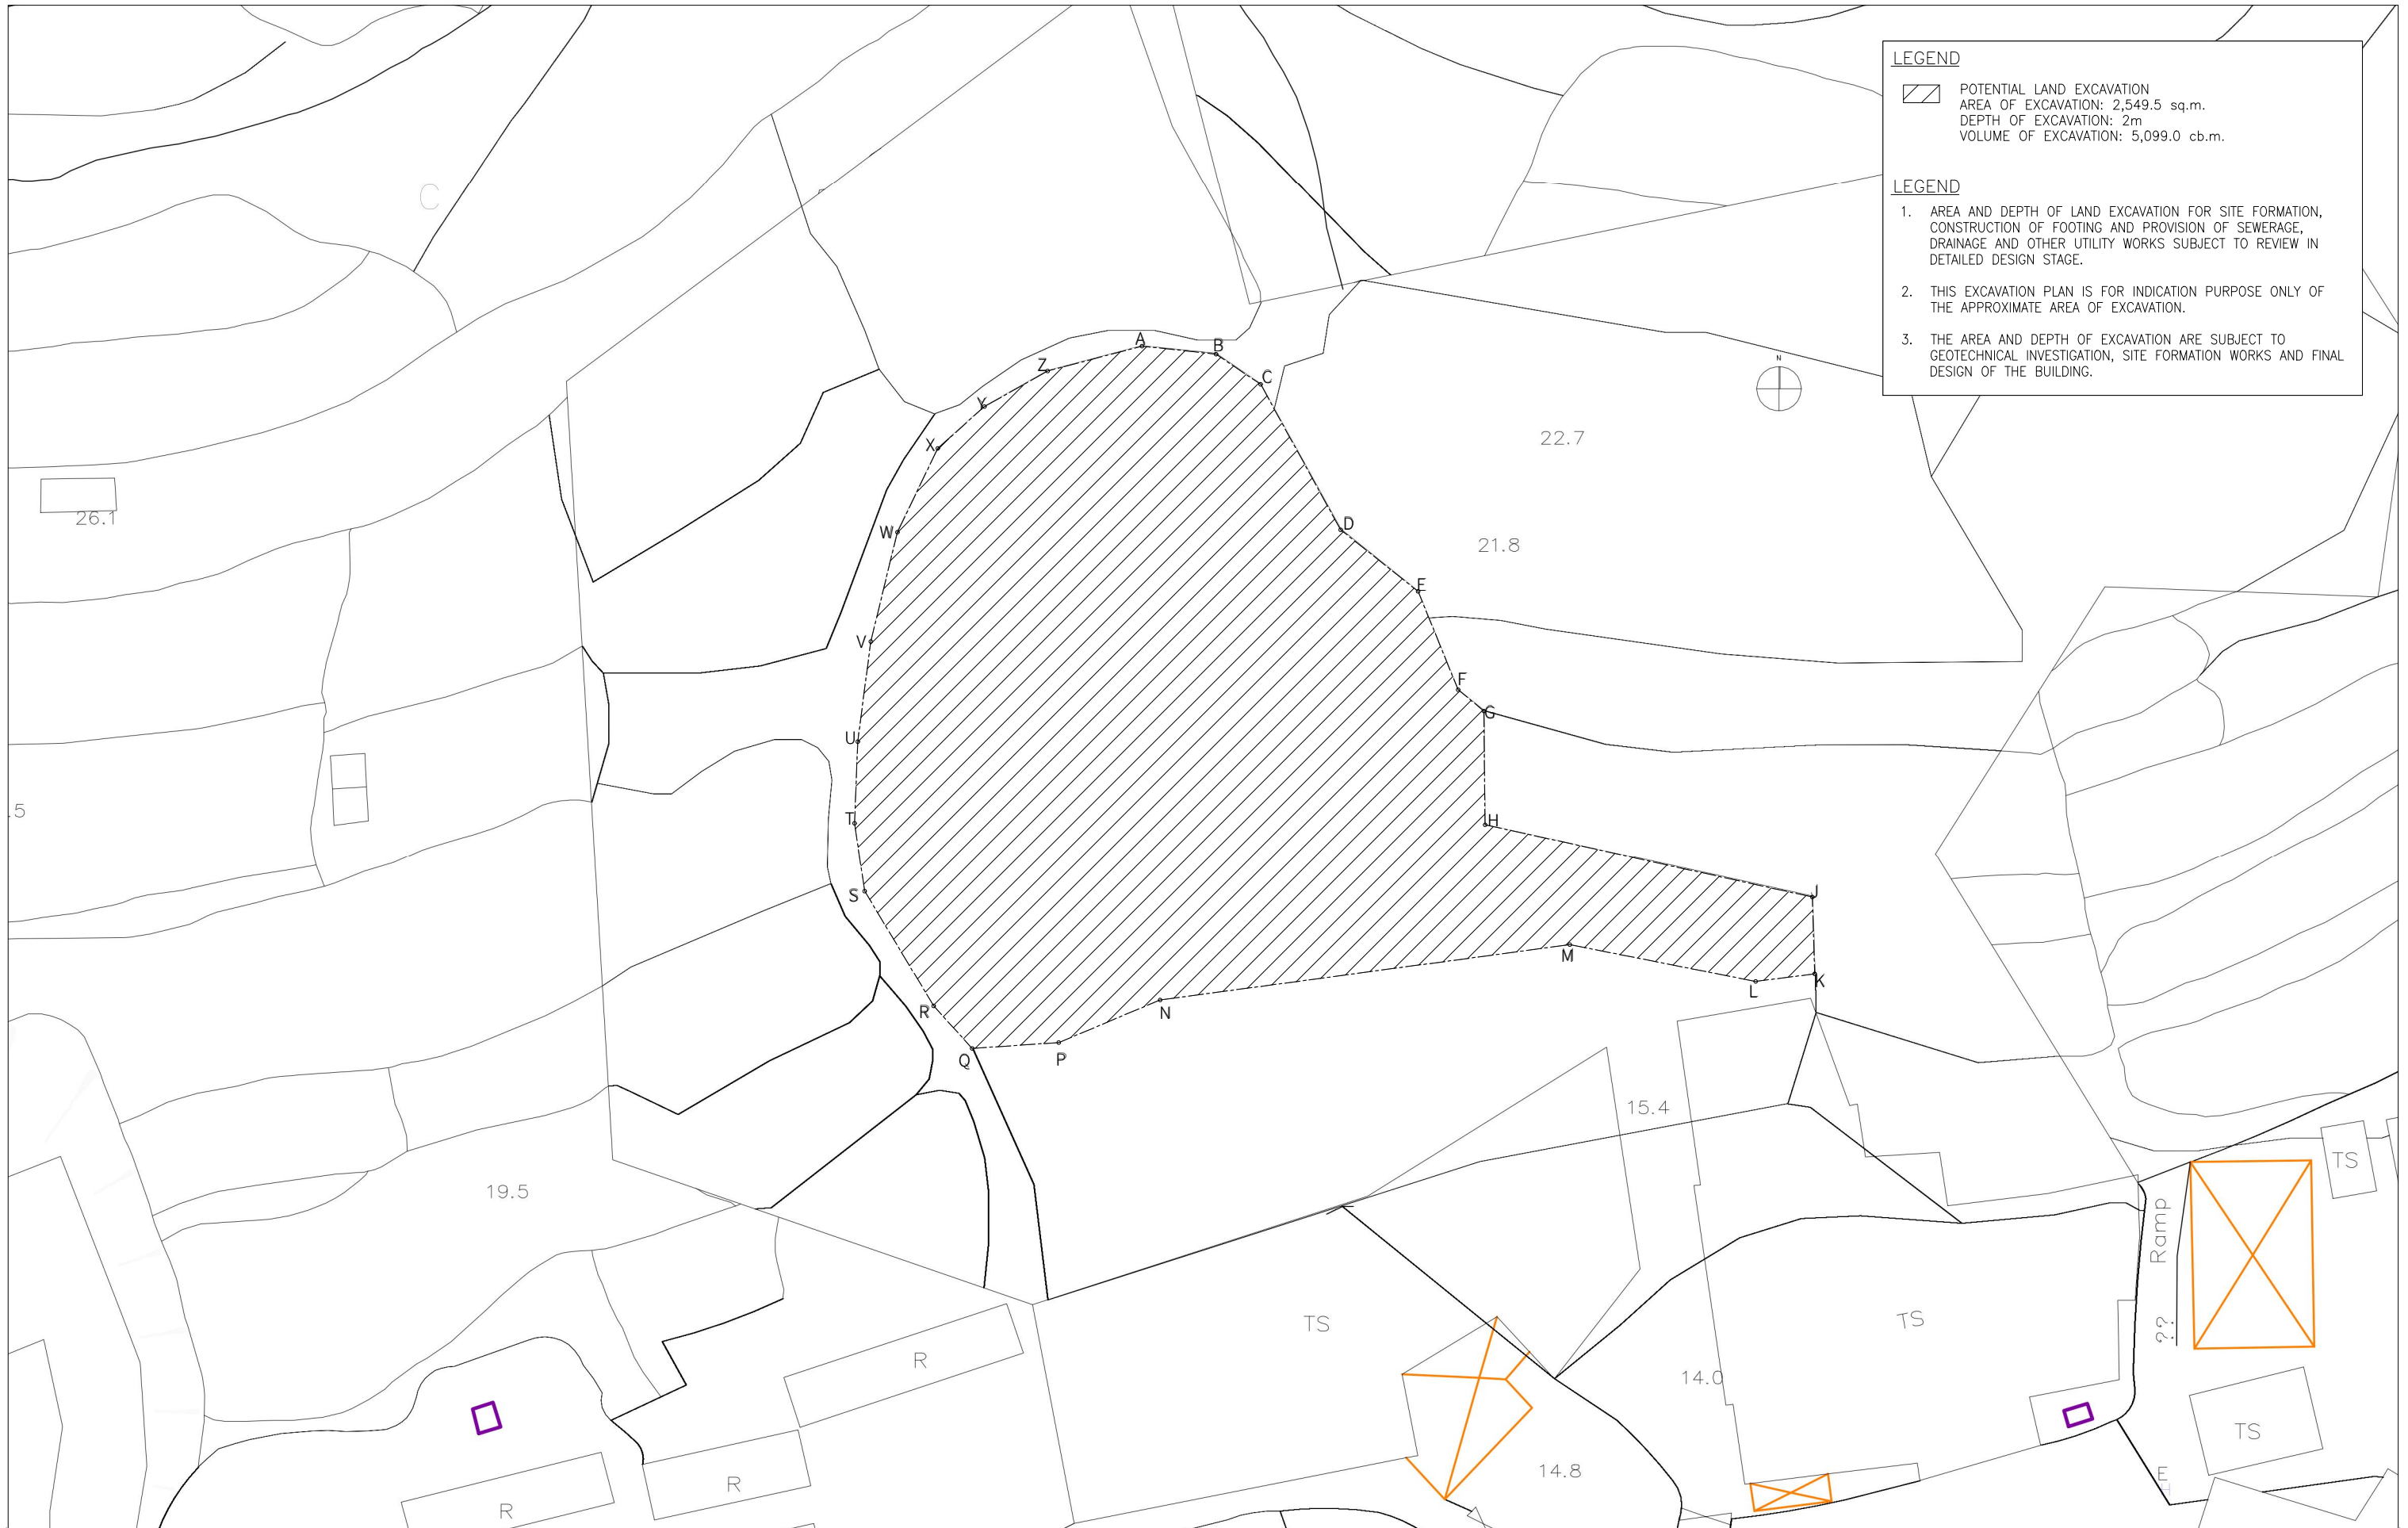 LEGEND
POTENTIAL LAND EXCAVATION
AREA OF EXCAVATION: 2,549.5 sq.m.
DEPTH OF EXCAVATION: 2m
VOLUME OF EXCAVATION: 5,099.0 cb.m.
LEGEND
1. AREA AND DEPTH OF LAND EXCAVATION FOR SITE FORMATION,
CONSTRUCTION OF FOOTING AND PROVISION OF SEWERAGE,
DRAINAGE AND OTHER UTILITY WORKS SUBJECT TO REVIEW IN
DETAILED DESIGN STAGE.
2. THIS EXCAVATION PLAN IS FOR INDICATION PURPOSE ONLY OF
THE APPROXIMATE AREA OF EXCAVATION.
3. THE AREA AND DEPTH OF EXCAVATION ARE SUBJECT TO
GEOTECHNICAL INVESTIGATION, SITE FORMATION WORKS AND FINAL
DESIGN OF THE BUILDING.
C
A
B
Z
C
N
Y
X
22.7
26.1
W
D
21.8
E
V
F
G
U
.5
T
H
S
J
M
K
L
R
N
Q
P
15.4
TS
19.5
Ramp
TS
TS
??
R
14.0
TS
14.8
R
R